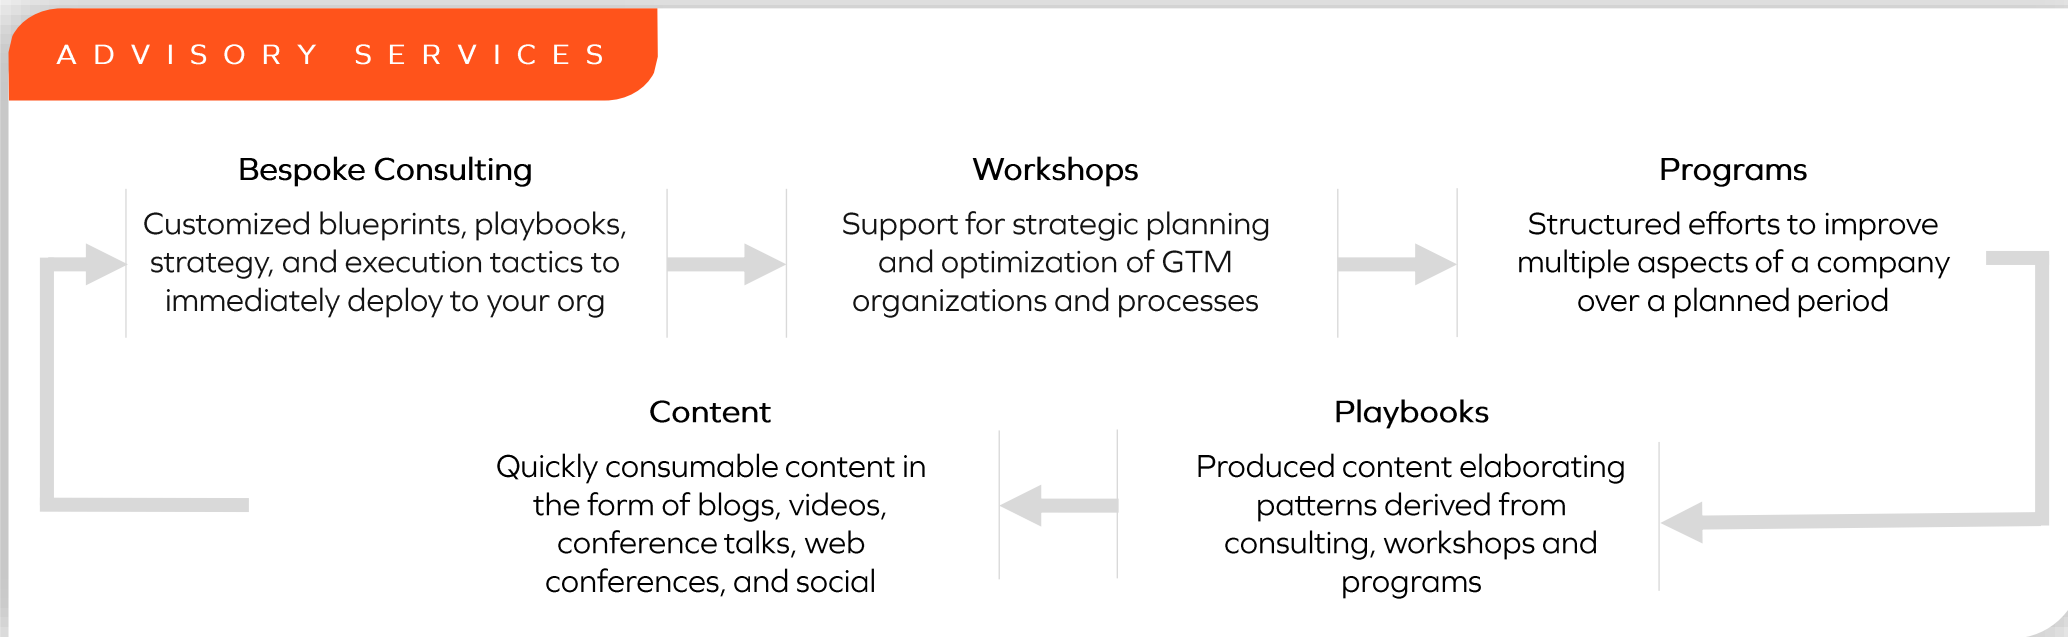 ADVISORY SERVICES
Bespoke Consulting
Customized blueprints, playbooks,
strategy, and execution tactics to
immediately deploy to your org
Workshops
Support for strategic planning
and optimization of GTM
organizations and processes
Programs
Structured efforts to improve
multiple aspects of a company
over a planned period
Playbooks
Produced content elaborating
patterns derived from
consulting, workshops and
programs
Content
Quickly consumable content in
the form of blogs, videos,
conference talks, web
conferences, and social